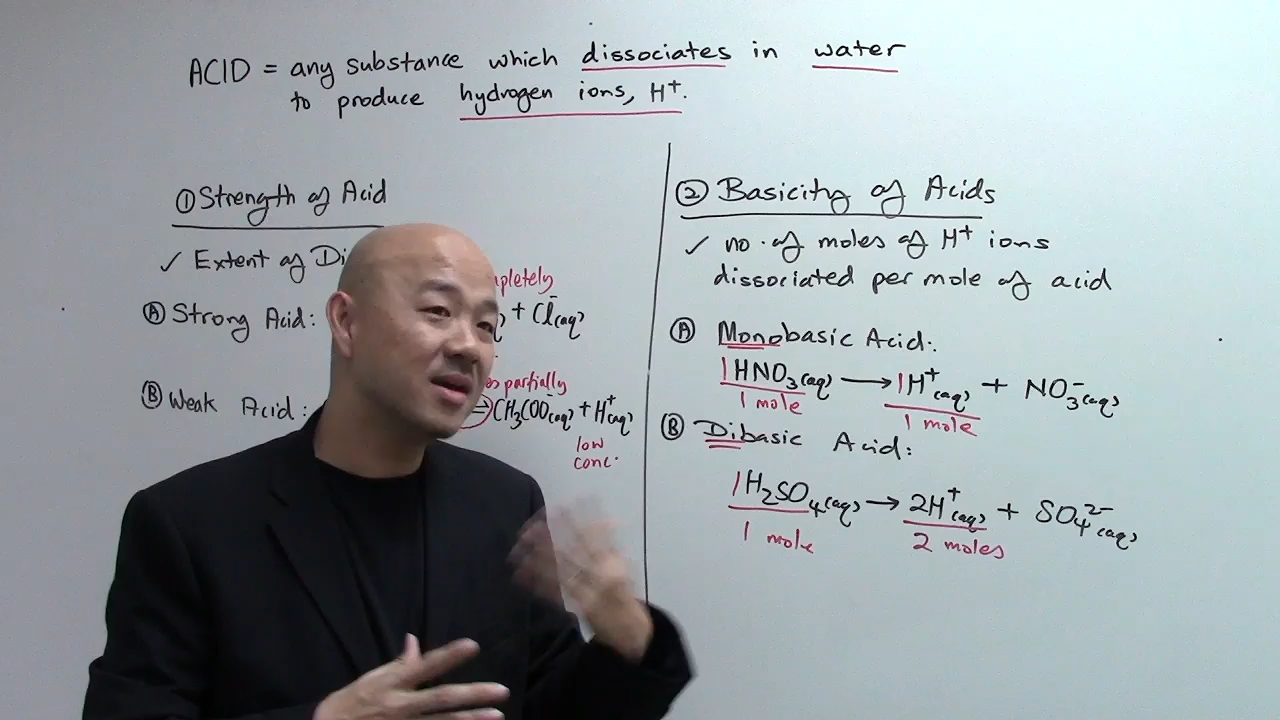 ACID = any substance which dissociates in water
to produce hydrogen ions, H⁺.
① Strength of Acid
✓ Extent of Di
Ⓐ Strong Acid:
pletely
+ Cl⁻(aq)
Ⓑ Weak Acid:
partially
⇌ CH₃COO⁻(aq) + H⁺(aq)
low
conc.
② Basicity of Acids
✓ no. of moles of H⁺ ions
dissociated per mole of acid
Ⓐ Monobasic Acid:
1HNO₃(aq) → 1H⁺(aq) + NO₃⁻(aq)
1 mole 1 mole
Ⓑ Dibasic Acid:
1H₂SO₄(aq) → 2H⁺(aq) + SO₄²⁻(aq)
1 mole 2 moles